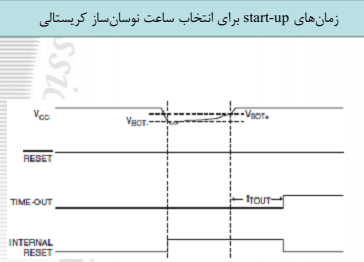 زمان‌های start-up برای انتخاب ساعت نوسان‌ساز کریستالی
VCC
VBOT-
VBOT+
RESET
TIME-OUT
tTOUT
INTERNAL
RESET